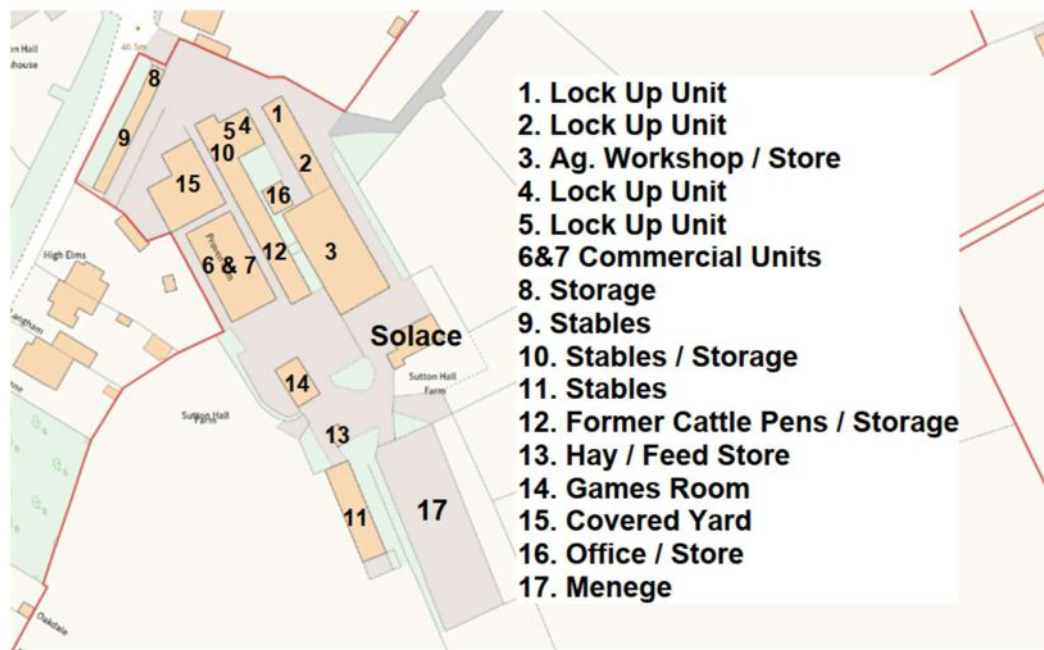 en Hall
nhouse
40.5m
8
9
5 4
1
10
2
15
16
6 & 7
12
3
High Elms
Langham
Solace
Sutton Hall
Farm
14
Sutton Hall
Farm
13
11
17
Oakdale
1. Lock Up Unit
2. Lock Up Unit
3. Ag. Workshop / Store
4. Lock Up Unit
5. Lock Up Unit
6&7 Commercial Units
8. Storage
9. Stables
10. Stables / Storage
11. Stables
12. Former Cattle Pens / Storage
13. Hay / Feed Store
14. Games Room
15. Covered Yard
16. Office / Store
17. Menege